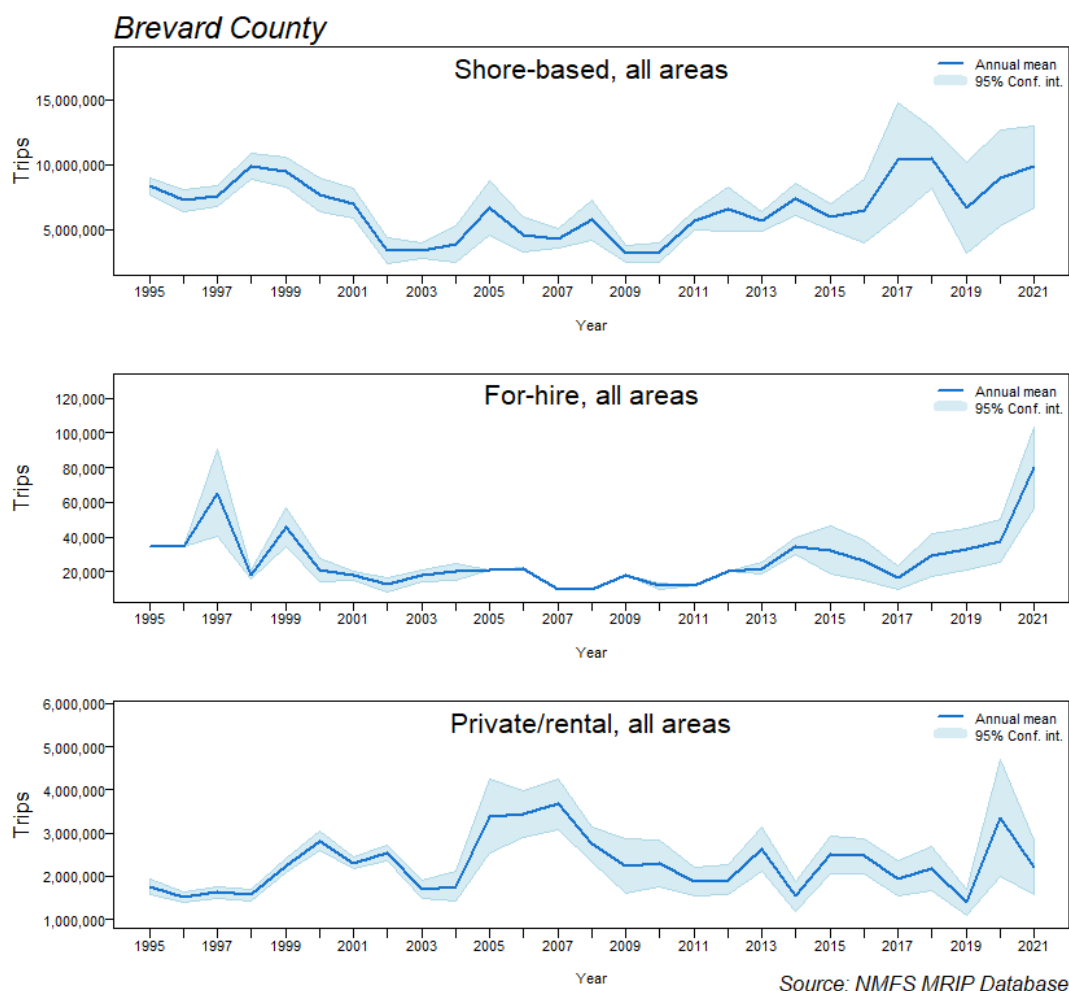 Brevard County
Shore-based, all areas
Annual mean
95% Conf. int.
Trips
15,000,000
10,000,000
5,000,000
1995 1997 1999 2001 2003 2005 2007 2009 2011 2013 2015 2017 2019 2021
Year
For-hire, all areas
Annual mean
95% Conf. int.
Trips
120,000
100,000
80,000
60,000
40,000
20,000
1995 1997 1999 2001 2003 2005 2007 2009 2011 2013 2015 2017 2019 2021
Year
Private/rental, all areas
Annual mean
95% Conf. int.
Trips
6,000,000
5,000,000
4,000,000
3,000,000
2,000,000
1,000,000
1995 1997 1999 2001 2003 2005 2007 2009 2011 2013 2015 2017 2019 2021
Year
Source: NMFS MRIP Database